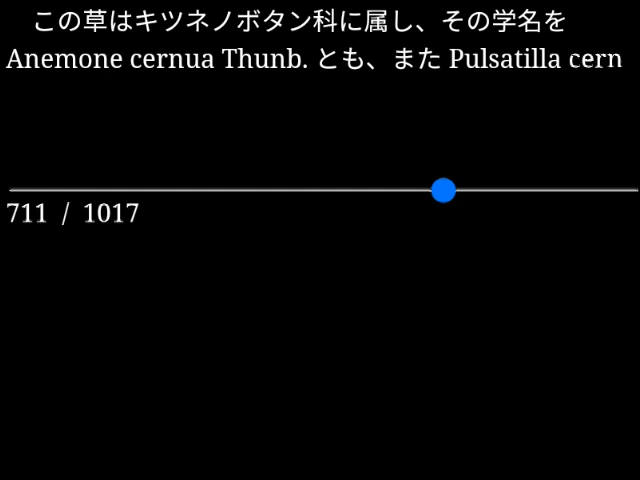 この草はキツネノボタン科に属し、その学名を
Anemone cernua Thunb. とも、また Pulsatilla cern
711 / 1017